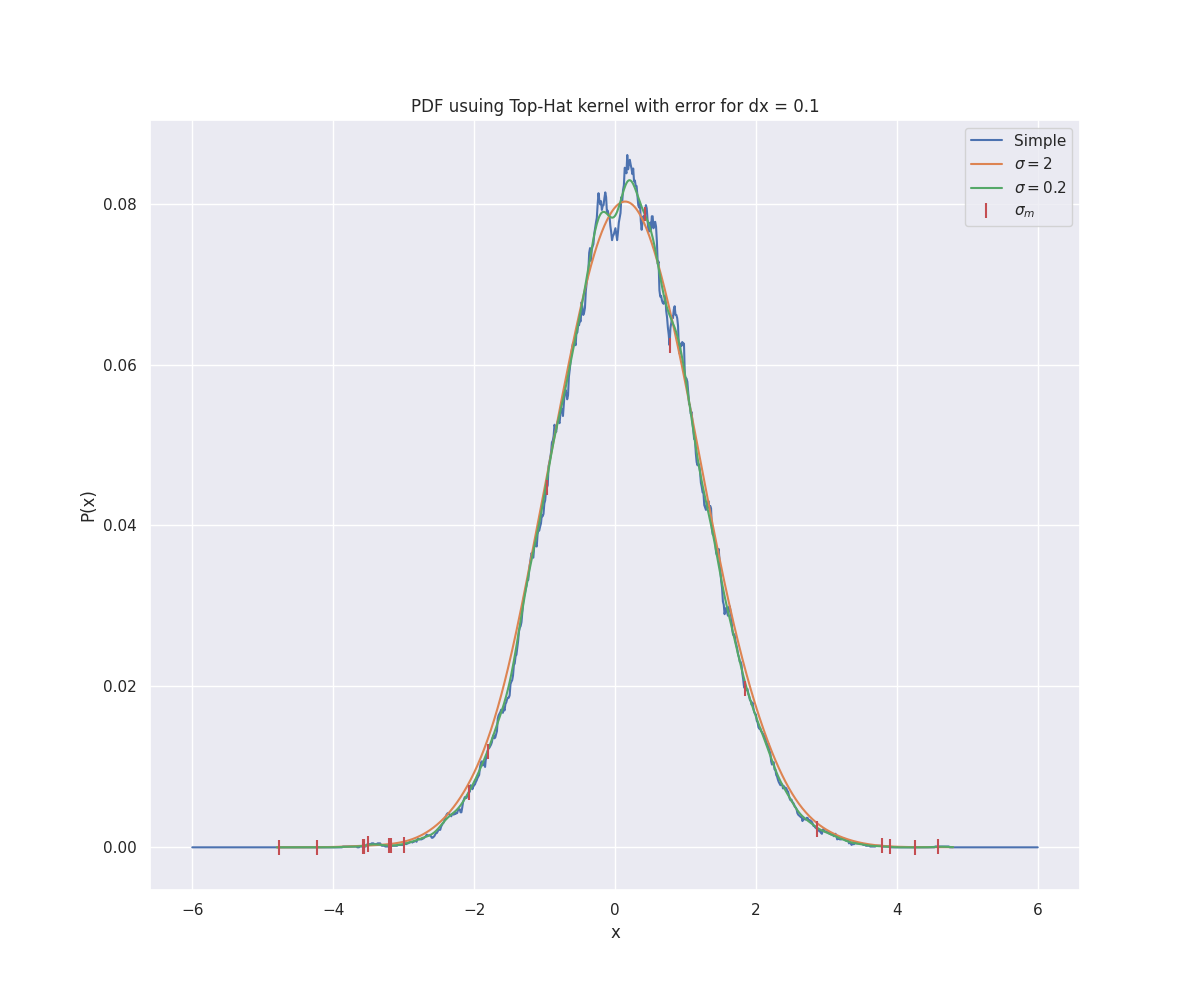 PDF usuing Top-Hat kernel with error for dx = 0.1
Simple
σ = 2
σ = 0.2
σₘ
0.08
0.06
0.04
0.02
0.00
P(x)
−6 −4 −2 0 2 4 6
x